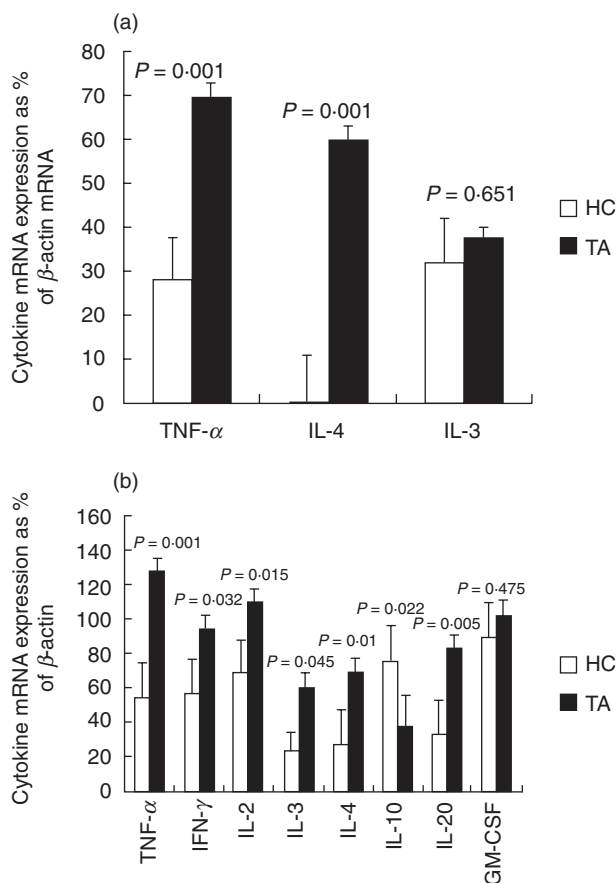 (a)
Cytokine mRNA expression as %
of β-actin mRNA
80
70
60
50
40
30
20
10
0
P = 0·001
P = 0·001
P = 0·651
HC
TA
TNF-α
IL-4
IL-3
(b)
Cytokine mRNA expression as %
of β-actin
160
140
120
100
80
60
40
20
0
P = 0·001
P = 0·032
P = 0·015
P = 0·045
P = 0·01
P = 0·022
P = 0·005
P = 0·475
HC
TA
TNF-α
IFN-γ
IL-2
IL-3
IL-4
IL-10
IL-20
GM-CSF